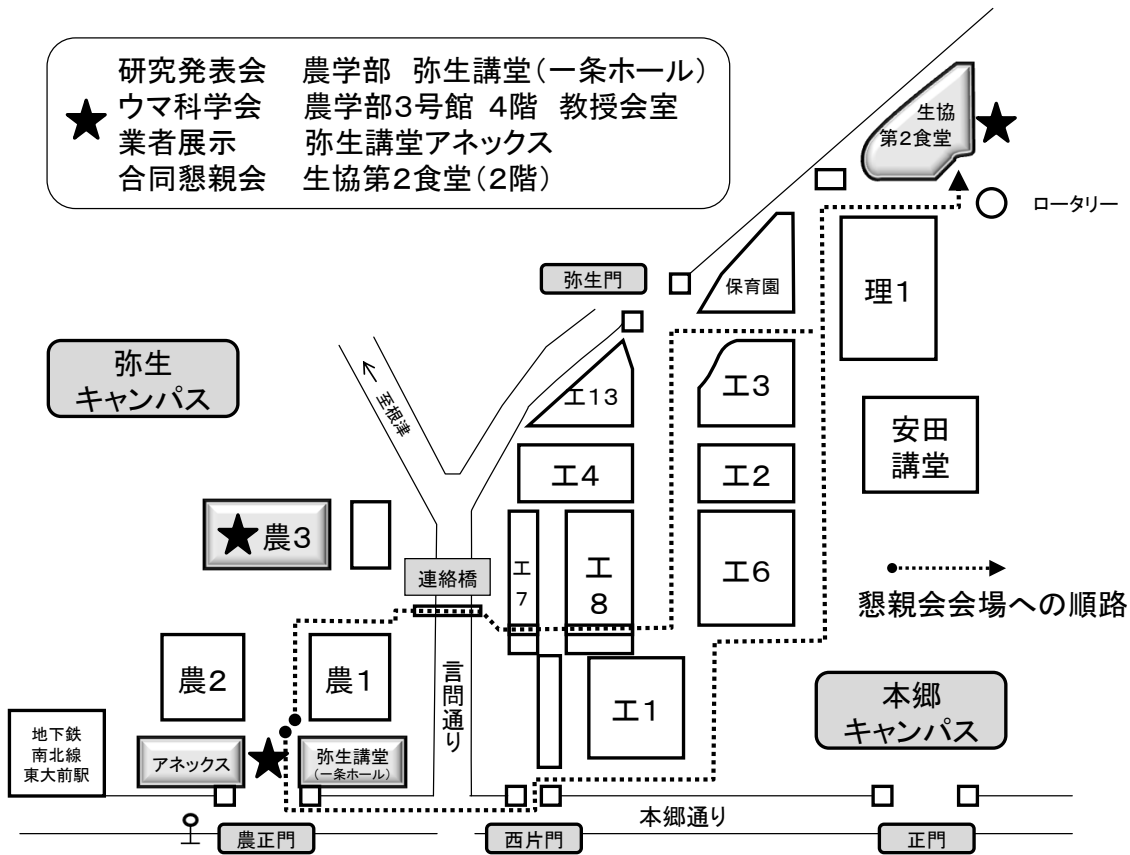 研究発表会 農学部 弥生講堂(一条ホール)
★ ウマ科学会 農学部3号館 4階 教授会室
業者展示 弥生講堂アネックス
合同懇親会 生協第2食堂(2階)
生協
第2食堂
★
ロータリー
弥生門
保育園
理1
弥生
キャンパス
← 至根津
工13
工3
安田
講堂
工4
工2
★農3
連絡橋
工7
工8
工6
懇親会会場への順路
農2
農1
言問通り
工1
本郷
キャンパス
地下鉄
南北線
東大前駅
アネックス
★
弥生講堂
(一条ホール)
本郷通り
農正門
西片門
正門